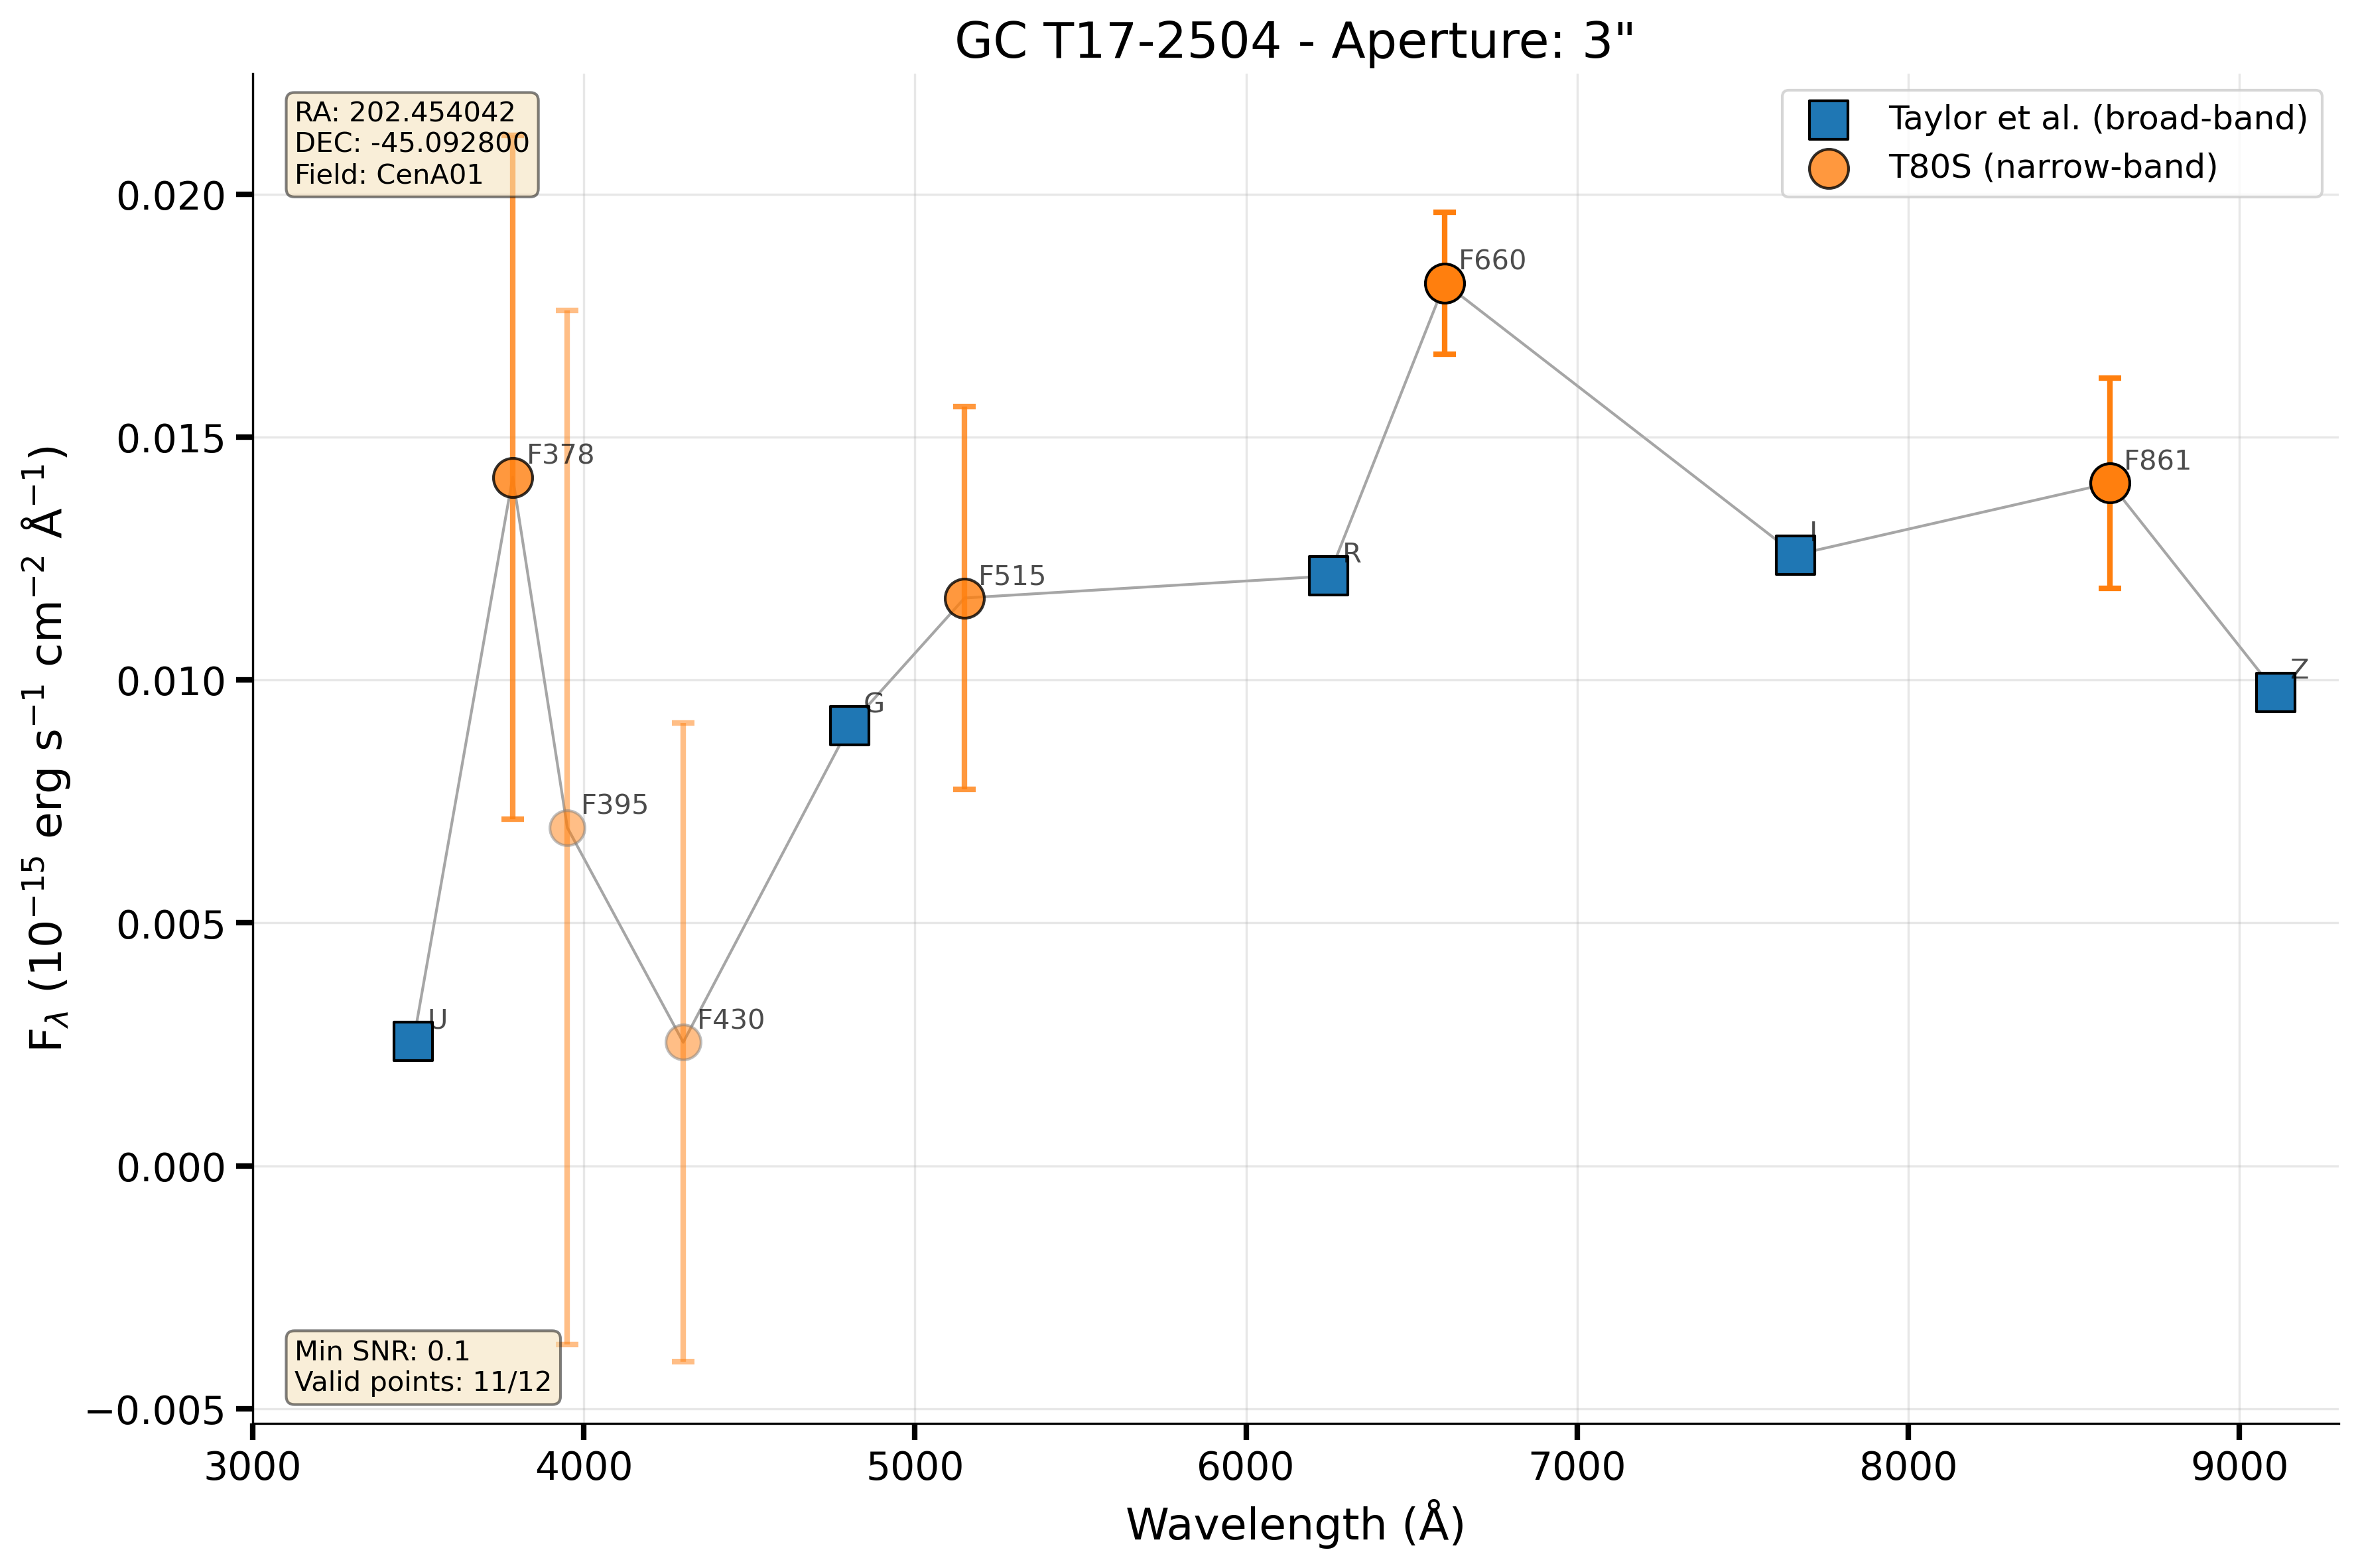 GC T17-2504 - Aperture: 3"
RA: 202.454042
DEC: -45.092800
Field: CenA01
Taylor et al. (broad-band)
T80S (narrow-band)
0.020
0.015
0.010
0.005
0.000
−0.005
F660
F378
F861
I
R
F515
Z
G
F395
U
F430
Min SNR: 0.1
Valid points: 11/12
3000 4000 5000 6000 7000 8000 9000
Wavelength (Å)
F_λ (10⁻¹⁵ erg s⁻¹ cm⁻² Å⁻¹)